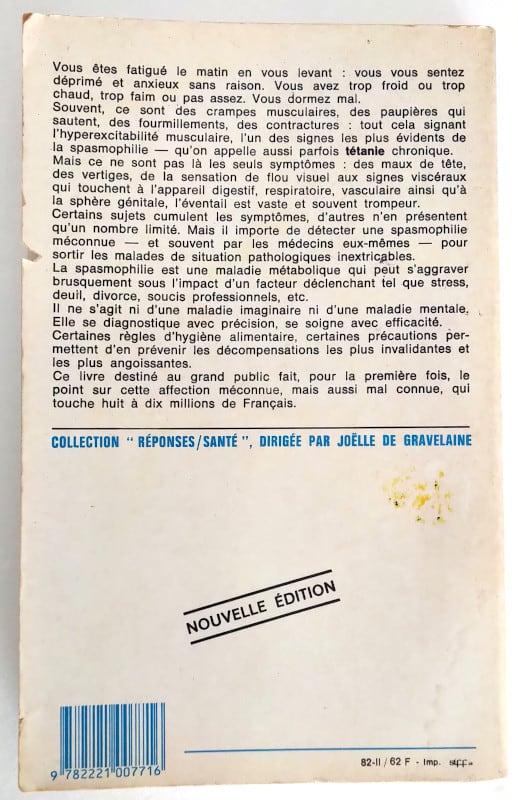 Vous êtes fatigué le matin en vous levant : vous vous sentez
déprimé et anxieux sans raison. Vous avez trop froid ou trop
chaud, trop faim ou pas assez. Vous dormez mal.
Souvent, ce sont des crampes musculaires, des paupières qui
sautent, des fourmillements, des contractures : tout cela signant
l'hyperexcitabilité musculaire, l'un des signes les plus évidents de
la spasmophilie — qu'on appelle aussi parfois tétanie chronique.
Mais ce ne sont pas là les seuls symptômes : des maux de tête,
des vertiges, de la sensation de flou visuel aux signes viscéraux
qui touchent à l'appareil digestif, respiratoire, vasculaire ainsi qu'à
la sphère génitale, l'éventail est vaste et souvent trompeur.
Certains sujets cumulent les symptômes, d'autres n'en présentent
qu'un nombre limité. Mais il importe de détecter une spasmophilie
méconnue — et souvent par les médecins eux-mêmes — pour
sortir les malades de situation pathologiques inextricables.
La spasmophilie est une maladie métabolique qui peut s'aggraver
brusquement sous l'impact d'un facteur déclenchant tel que stress,
deuil, divorce, soucis professionnels, etc.
Il ne s'agit ni d'une maladie imaginaire ni d'une maladie mentale.
Elle se diagnostique avec précision, se soigne avec efficacité.
Certaines règles d'hygiène alimentaire, certaines précautions per-
mettent d'en prévenir les décompensations les plus invalidantes et
les plus angoissantes.
Ce livre destiné au grand public fait, pour la première fois, le
point sur cette affection méconnue, mais aussi mal connue, qui
touche huit à dix millions de Français.
COLLECTION " RÉPONSES/SANTÉ ", DIRIGÉE PAR JOËLLE DE GRAVELAINE
NOUVELLE ÉDITION
9 782221 007716
82-II / 62 F - Imp.